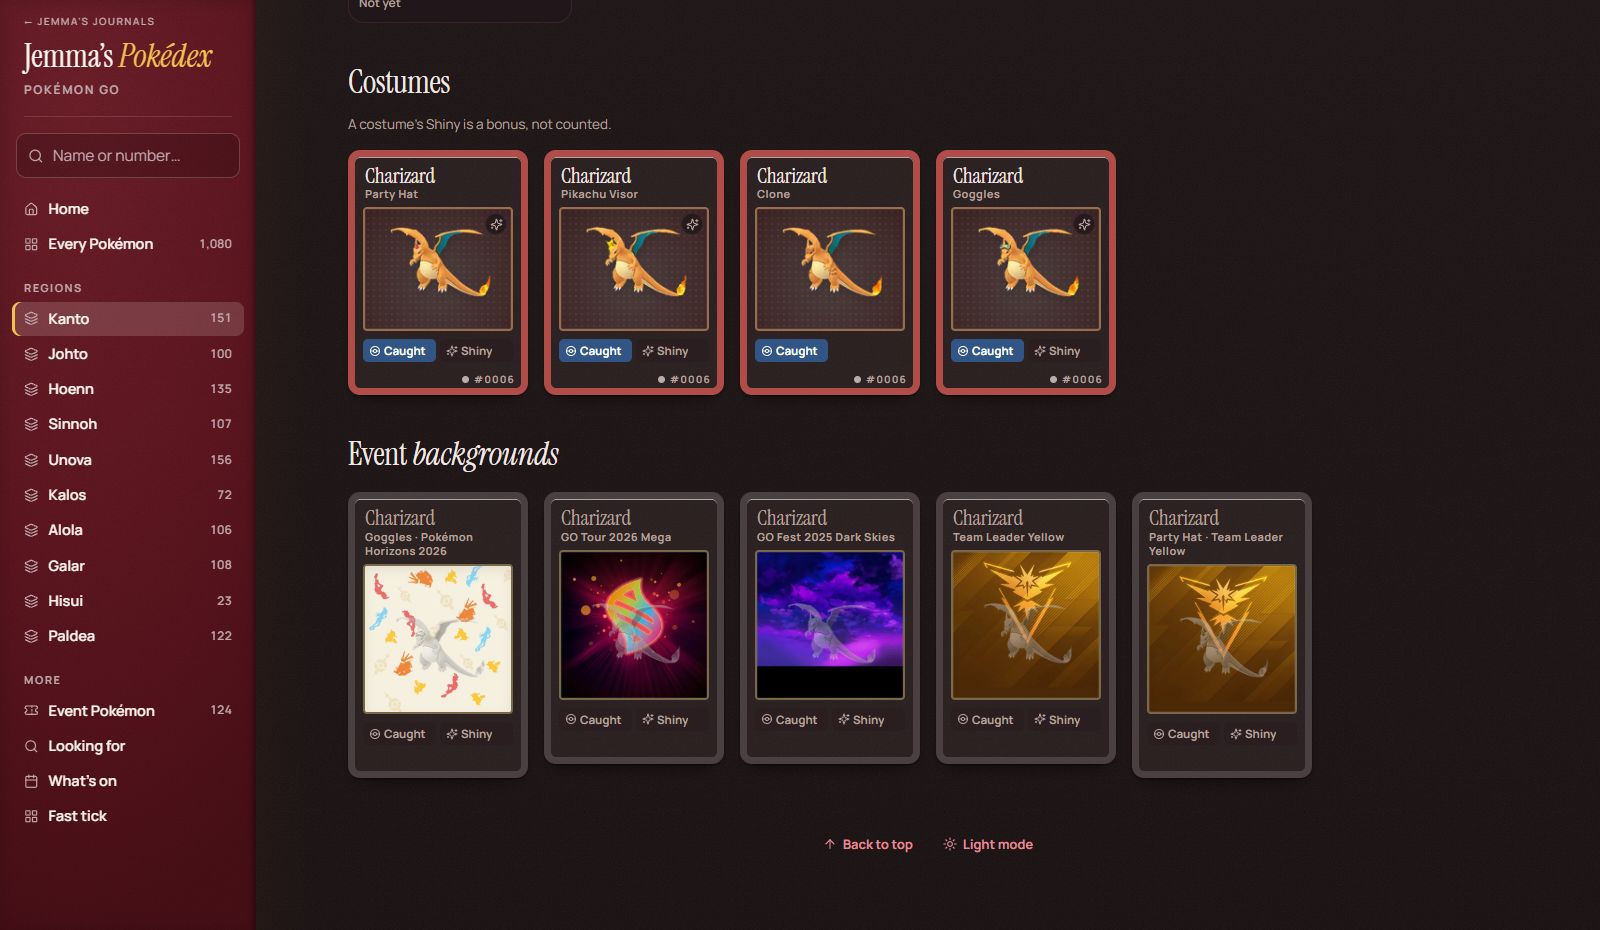 ← JEMMA'S JOURNALS
Jemma's Pokédex
POKÉMON GO
Name or number...
Home
Every Pokémon 1,080
REGIONS
Kanto 151
Johto 100
Hoenn 135
Sinnoh 107
Unova 156
Kalos 72
Alola 106
Galar 108
Hisui 23
Paldea 122
MORE
Event Pokémon 124
Looking for
What's on
Fast tick
Not yet
Costumes
A costume's Shiny is a bonus, not counted.
Charizard
Party Hat
Caught Shiny
#0006
Charizard
Pikachu Visor
Caught Shiny
#0006
Charizard
Clone
Caught
#0006
Charizard
Goggles
Caught Shiny
#0006
Event backgrounds
Charizard
Goggles · Pokémon
Horizons 2026
Caught Shiny
Charizard
GO Tour 2026 Mega
Caught Shiny
Charizard
GO Fest 2025 Dark Skies
Caught Shiny
Charizard
Team Leader Yellow
Caught Shiny
Charizard
Party Hat · Team Leader
Yellow
Caught Shiny
↑ Back to top
Light mode